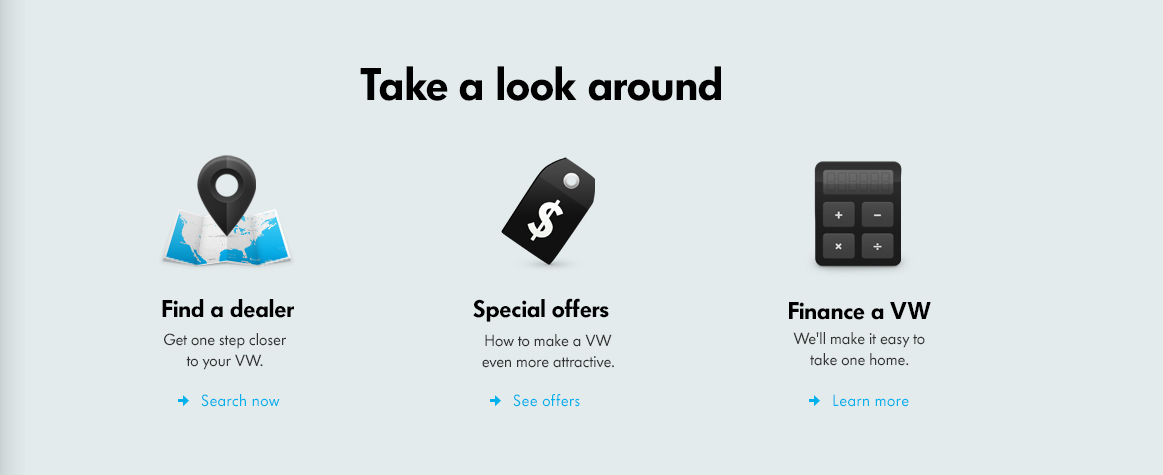 Take a look around
$
+ −
× ÷
Find a dealer
Get one step closer
to your VW.
Search now
Special offers
How to make a VW
even more attractive.
See offers
Finance a VW
We'll make it easy to
take one home.
Learn more